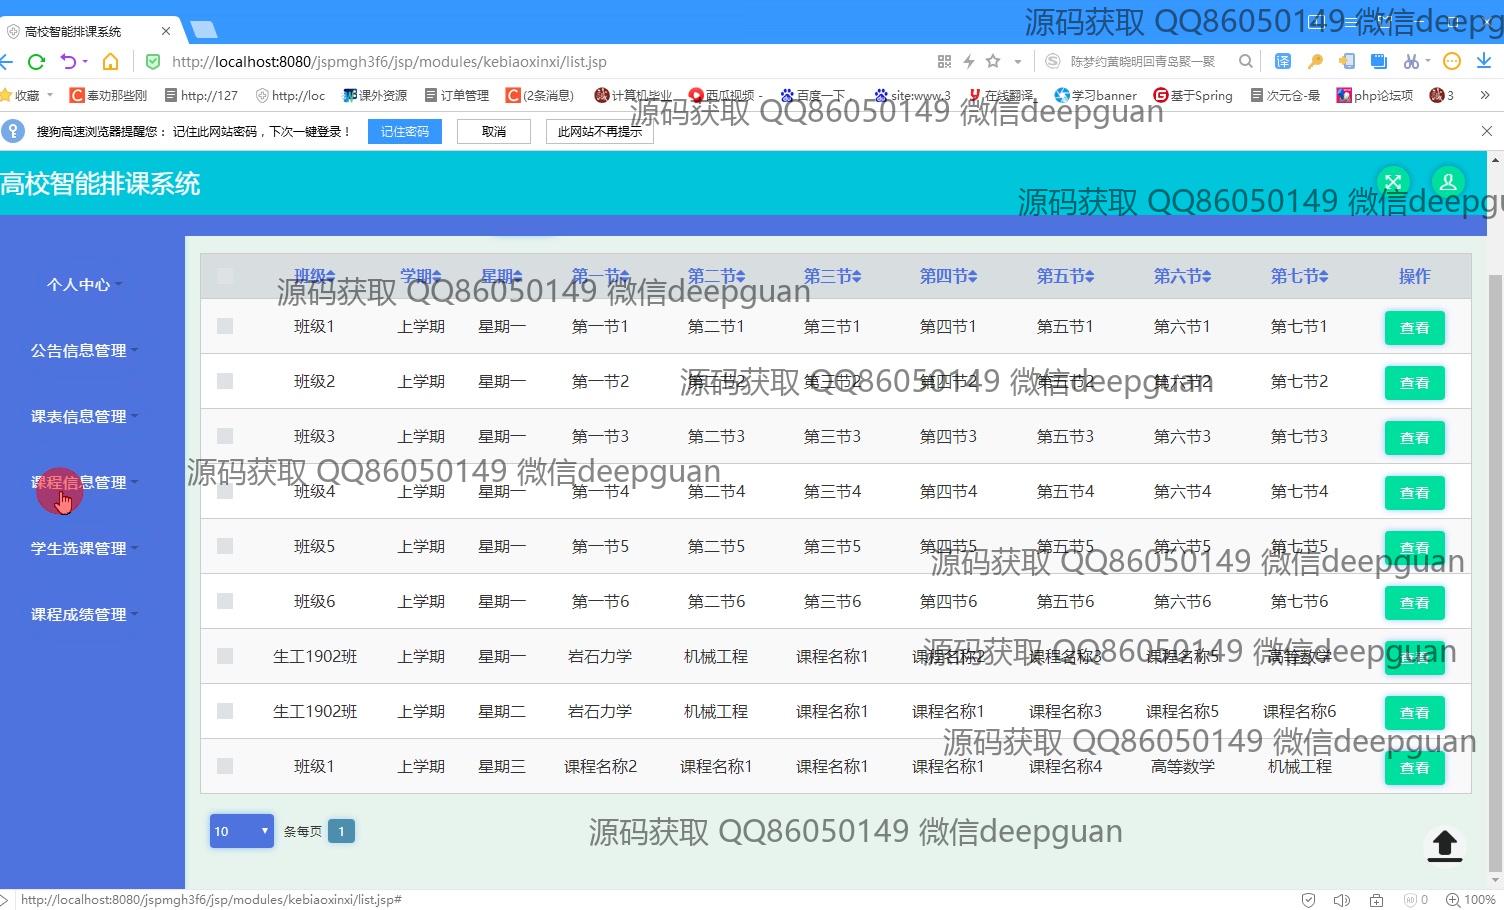 高校智能排课系统
http://localhost:8080/jspmgh3f6/jsp/modules/kebiaoxinxi/list.jsp
陈梦约黄晓明回青岛聚一聚
收藏 奉劝那些刚 http://127 http://loc 课外资源 订单管理 (2条消息) 计算机毕业 西瓜视频 - 百度一下, site:www.3 在线翻译_ 学习banner 基于Spring 次元仓-最 php论坛项 3 »
搜狗高速浏览器提醒您： 记住此网站密码，下次一键登录！ 记住密码 取消 此网站不再提示
高校智能排课系统
个人中心
公告信息管理
课表信息管理
课程信息管理
学生选课管理
课程成绩管理
班级 学期 星期 第一节 第二节 第三节 第四节 第五节 第六节 第七节 操作
班级1 上学期 星期一 第一节1 第二节1 第三节1 第四节1 第五节1 第六节1 第七节1 查看
班级2 上学期 星期一 第一节2 第二节2 第三节2 第四节2 第五节2 第六节2 第七节2 查看
班级3 上学期 星期一 第一节3 第二节3 第三节3 第四节3 第五节3 第六节3 第七节3 查看
班级4 上学期 星期一 第一节4 第二节4 第三节4 第四节4 第五节4 第六节4 第七节4 查看
班级5 上学期 星期一 第一节5 第二节5 第三节5 第四节5 第五节5 第六节5 第七节5 查看
班级6 上学期 星期一 第一节6 第二节6 第三节6 第四节6 第五节6 第六节6 第七节6 查看
生工1902班 上学期 星期一 岩石力学 机械工程 课程名称1 课程名称2 课程名称3 课程名称5 高等数学 查看
生工1902班 上学期 星期二 岩石力学 机械工程 课程名称1 课程名称1 课程名称3 课程名称5 课程名称6 查看
班级1 上学期 星期三 课程名称2 课程名称1 课程名称1 课程名称1 课程名称4 高等数学 机械工程 查看
10 条每页 1
http://localhost:8080/jspmgh3f6/jsp/modules/kebiaoxinxi/list.jsp#
0 100%
源码获取 QQ86050149 微信deepg
源码获取 QQ86050149 微信deepguan
源码获取 QQ86050149 微信deepgu
源码获取 QQ86050149 微信deepguan
源码获取 QQ86050149 微信deepguan
源码获取 QQ86050149 微信deepguan
源码获取 QQ86050149 微信deepguan
源码获取 QQ86050149 微信deepguan
源码获取 QQ86050149 微信deepguan
源码获取 QQ86050149 微信deepguan